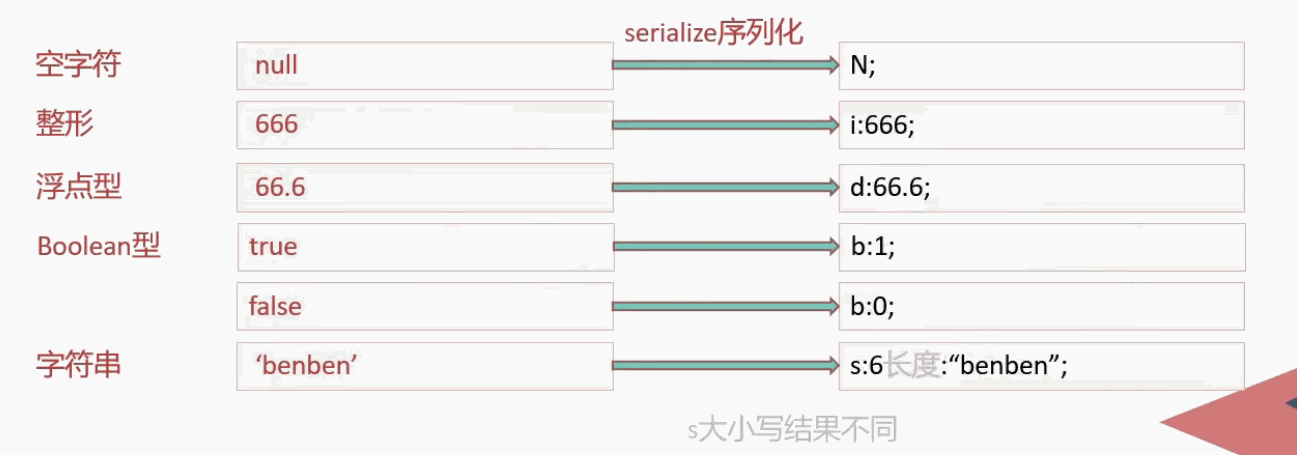 serialize序列化
空字符 null N;
整形 666 i:666;
浮点型 66.6 d:66.6;
Boolean型 true b:1;
false b:0;
字符串 ‘benben’ s:6长度:“benben”;
s大小写结果不同